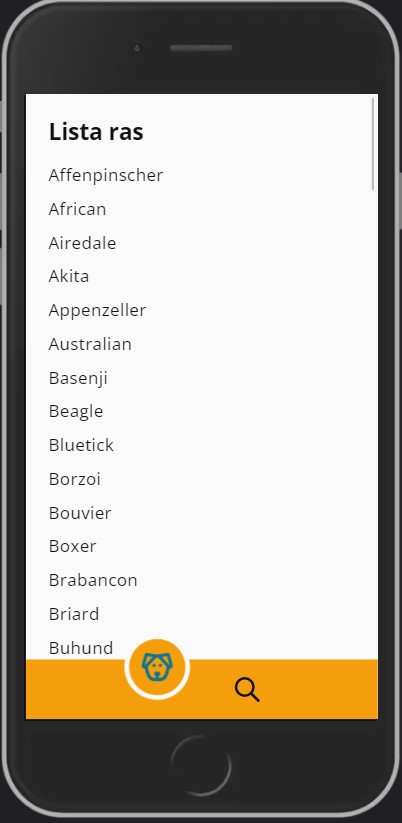 Lista ras
Affenpinscher
African
Airedale
Akita
Appenzeller
Australian
Basenji
Beagle
Bluetick
Borzoi
Bouvier
Boxer
Brabancon
Briard
Buhund